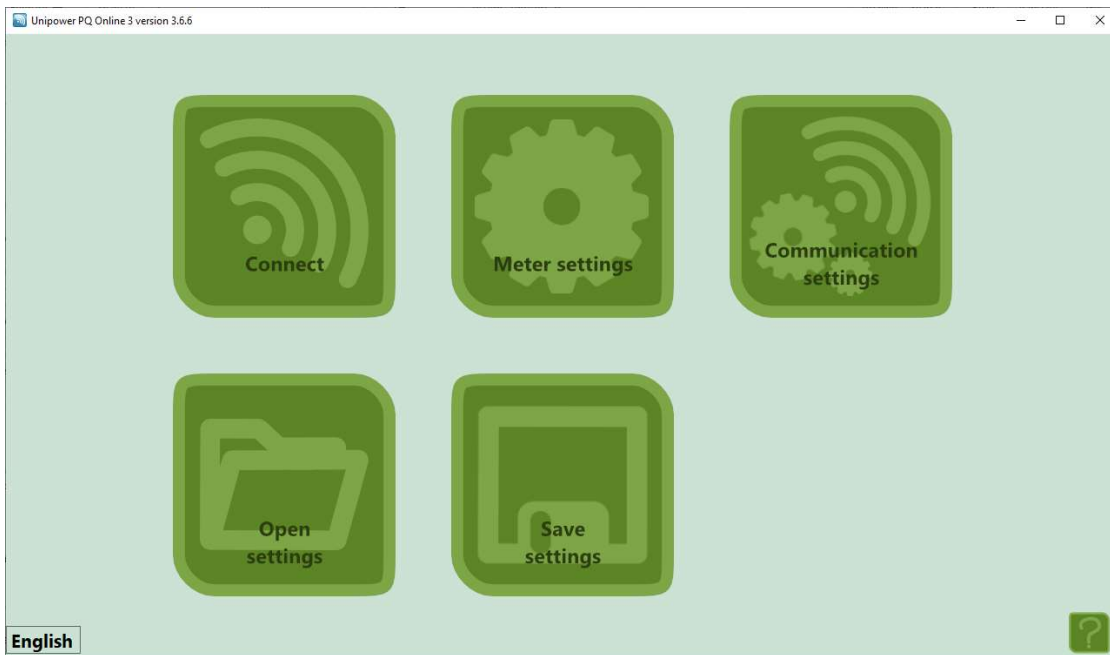 Unipower PQ Online 3 version 3.6.6
Connect
Meter settings
Communication
settings
Open
settings
Save
settings
English
?